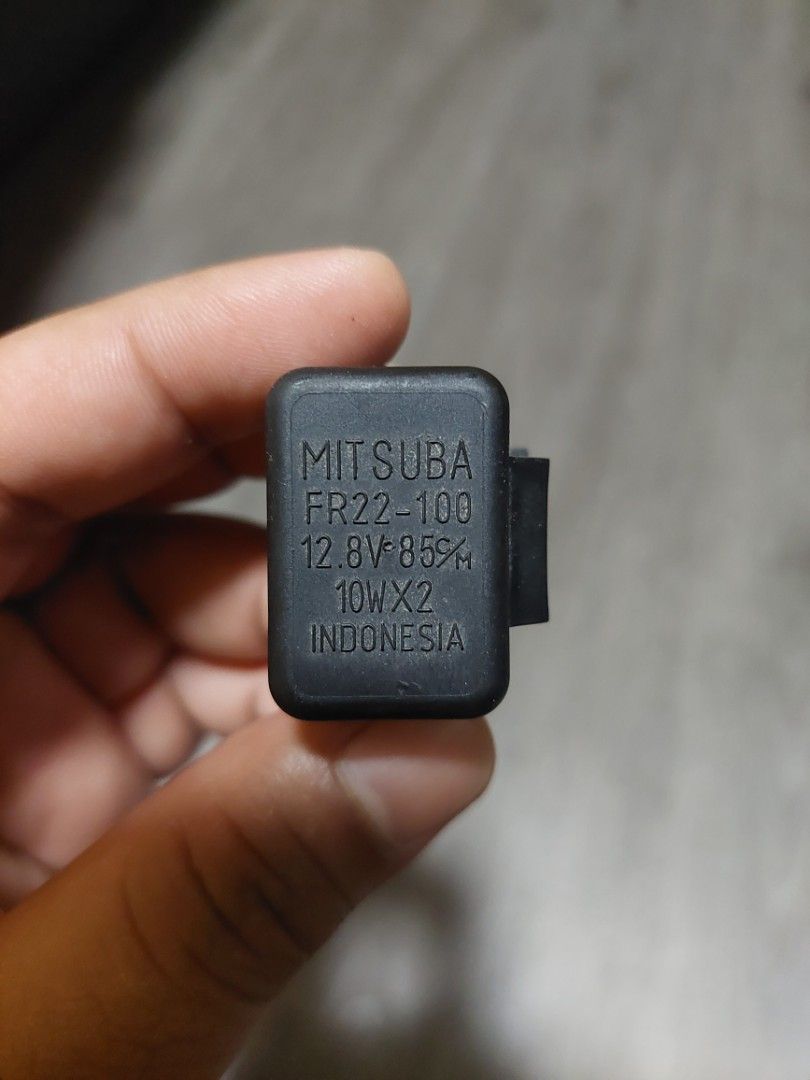 MITSUBA
FR22-100
12.8V-85C/M
10WX2
INDONESIA